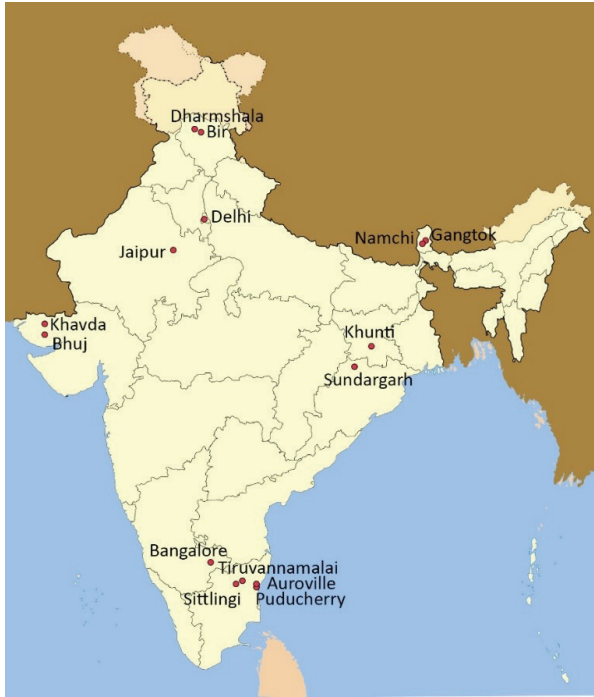 Dharmshala
Bir
Delhi
Namchi
Gangtok
Jaipur
Khavda
Bhuj
Khunti
Sundargarh
Bangalore
Tiruvannamalai
Auroville
Sittlingi
Puducherry